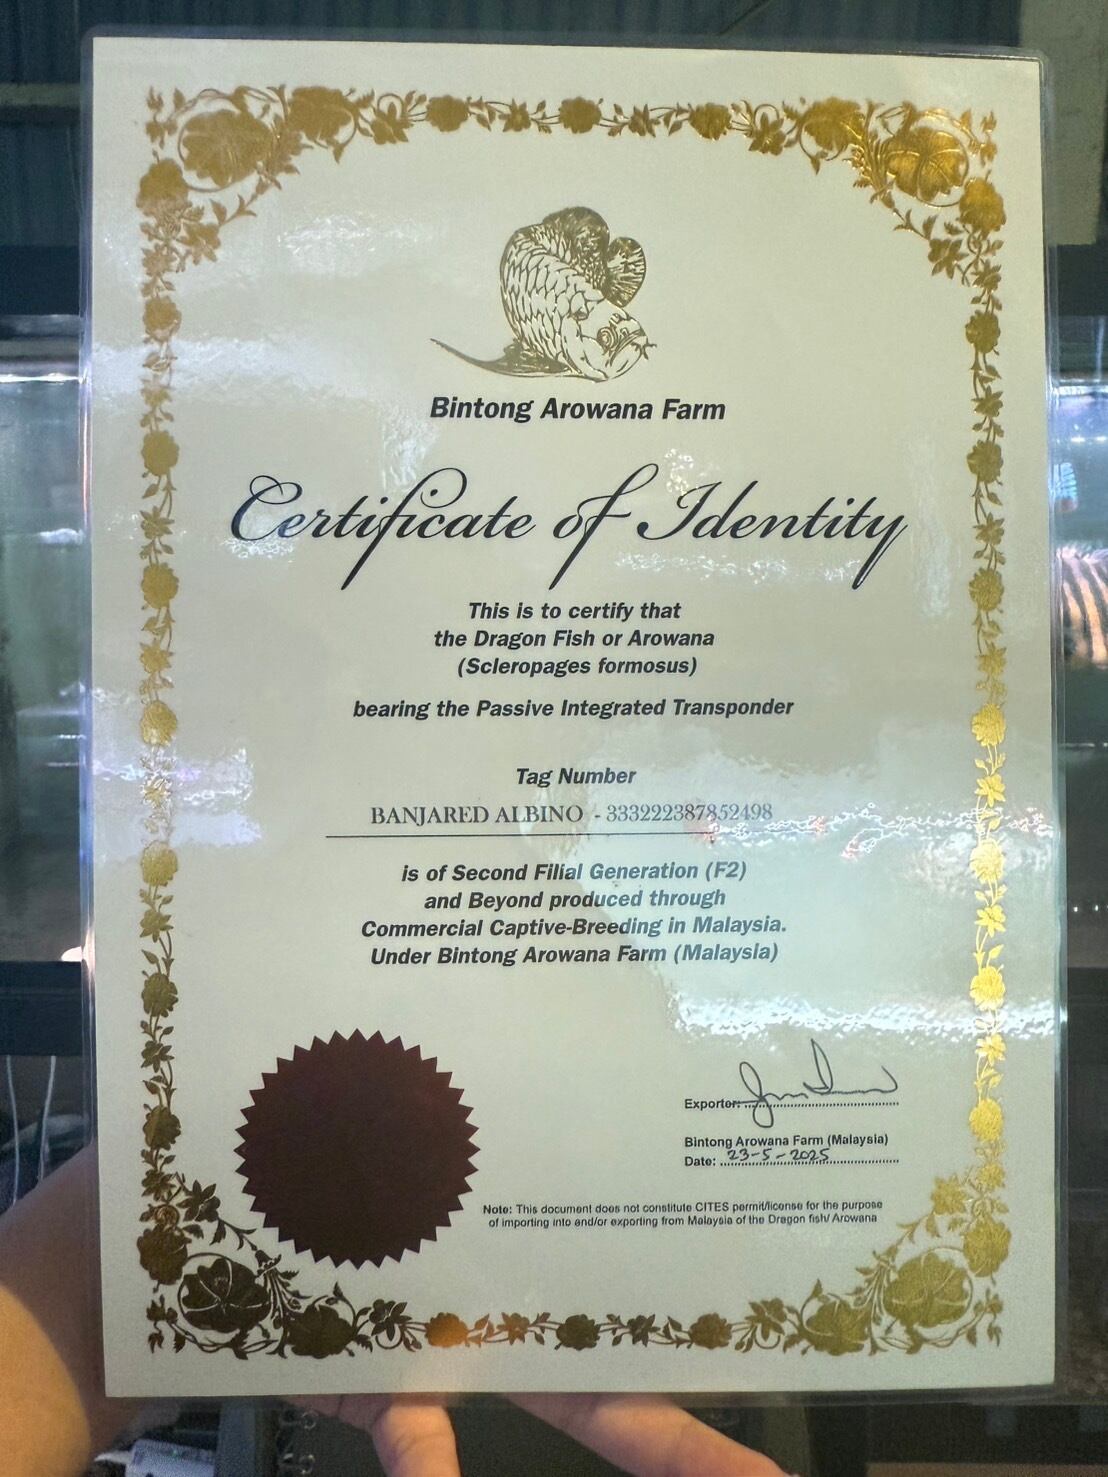 Bintong Arowana Farm
Certificate of Identity
This is to certify that
the Dragon Fish or Arowana
(Scleropages formosus)
bearing the Passive Integrated Transponder
Tag Number
BANJARED ALBINO - 333222387852498
is of Second Filial Generation (F2)
and Beyond produced through
Commercial Captive-Breeding in Malaysia.
Under Bintong Arowana Farm (Malaysia)
Exporter:
Bintong Arowana Farm (Malaysia)
Date: 23-5-2025
Note: This document does not constitute CITES permit/license for the purpose
of importing into and/or exporting from Malaysia of the Dragon fish/ Arowana